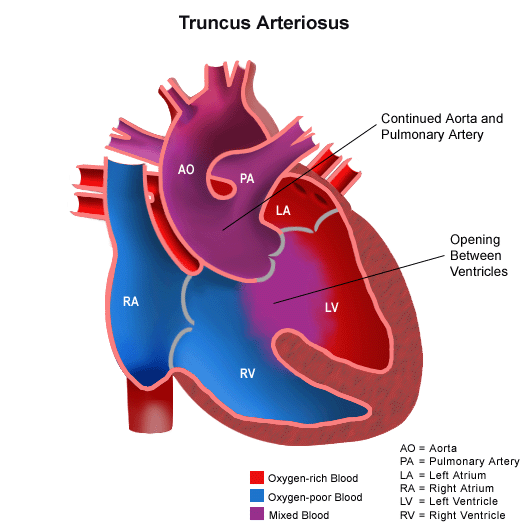 Truncus Arteriosus
Continued Aorta and
Pulmonary Artery
AO
PA
LA
Opening
Between
Ventricles
RA
LV
RV
Oxygen-rich Blood
Oxygen-poor Blood
Mixed Blood
AO = Aorta
PA = Pulmonary Artery
LA = Left Atrium
RA = Right Atrium
LV = Left Ventricle
RV = Right Ventricle